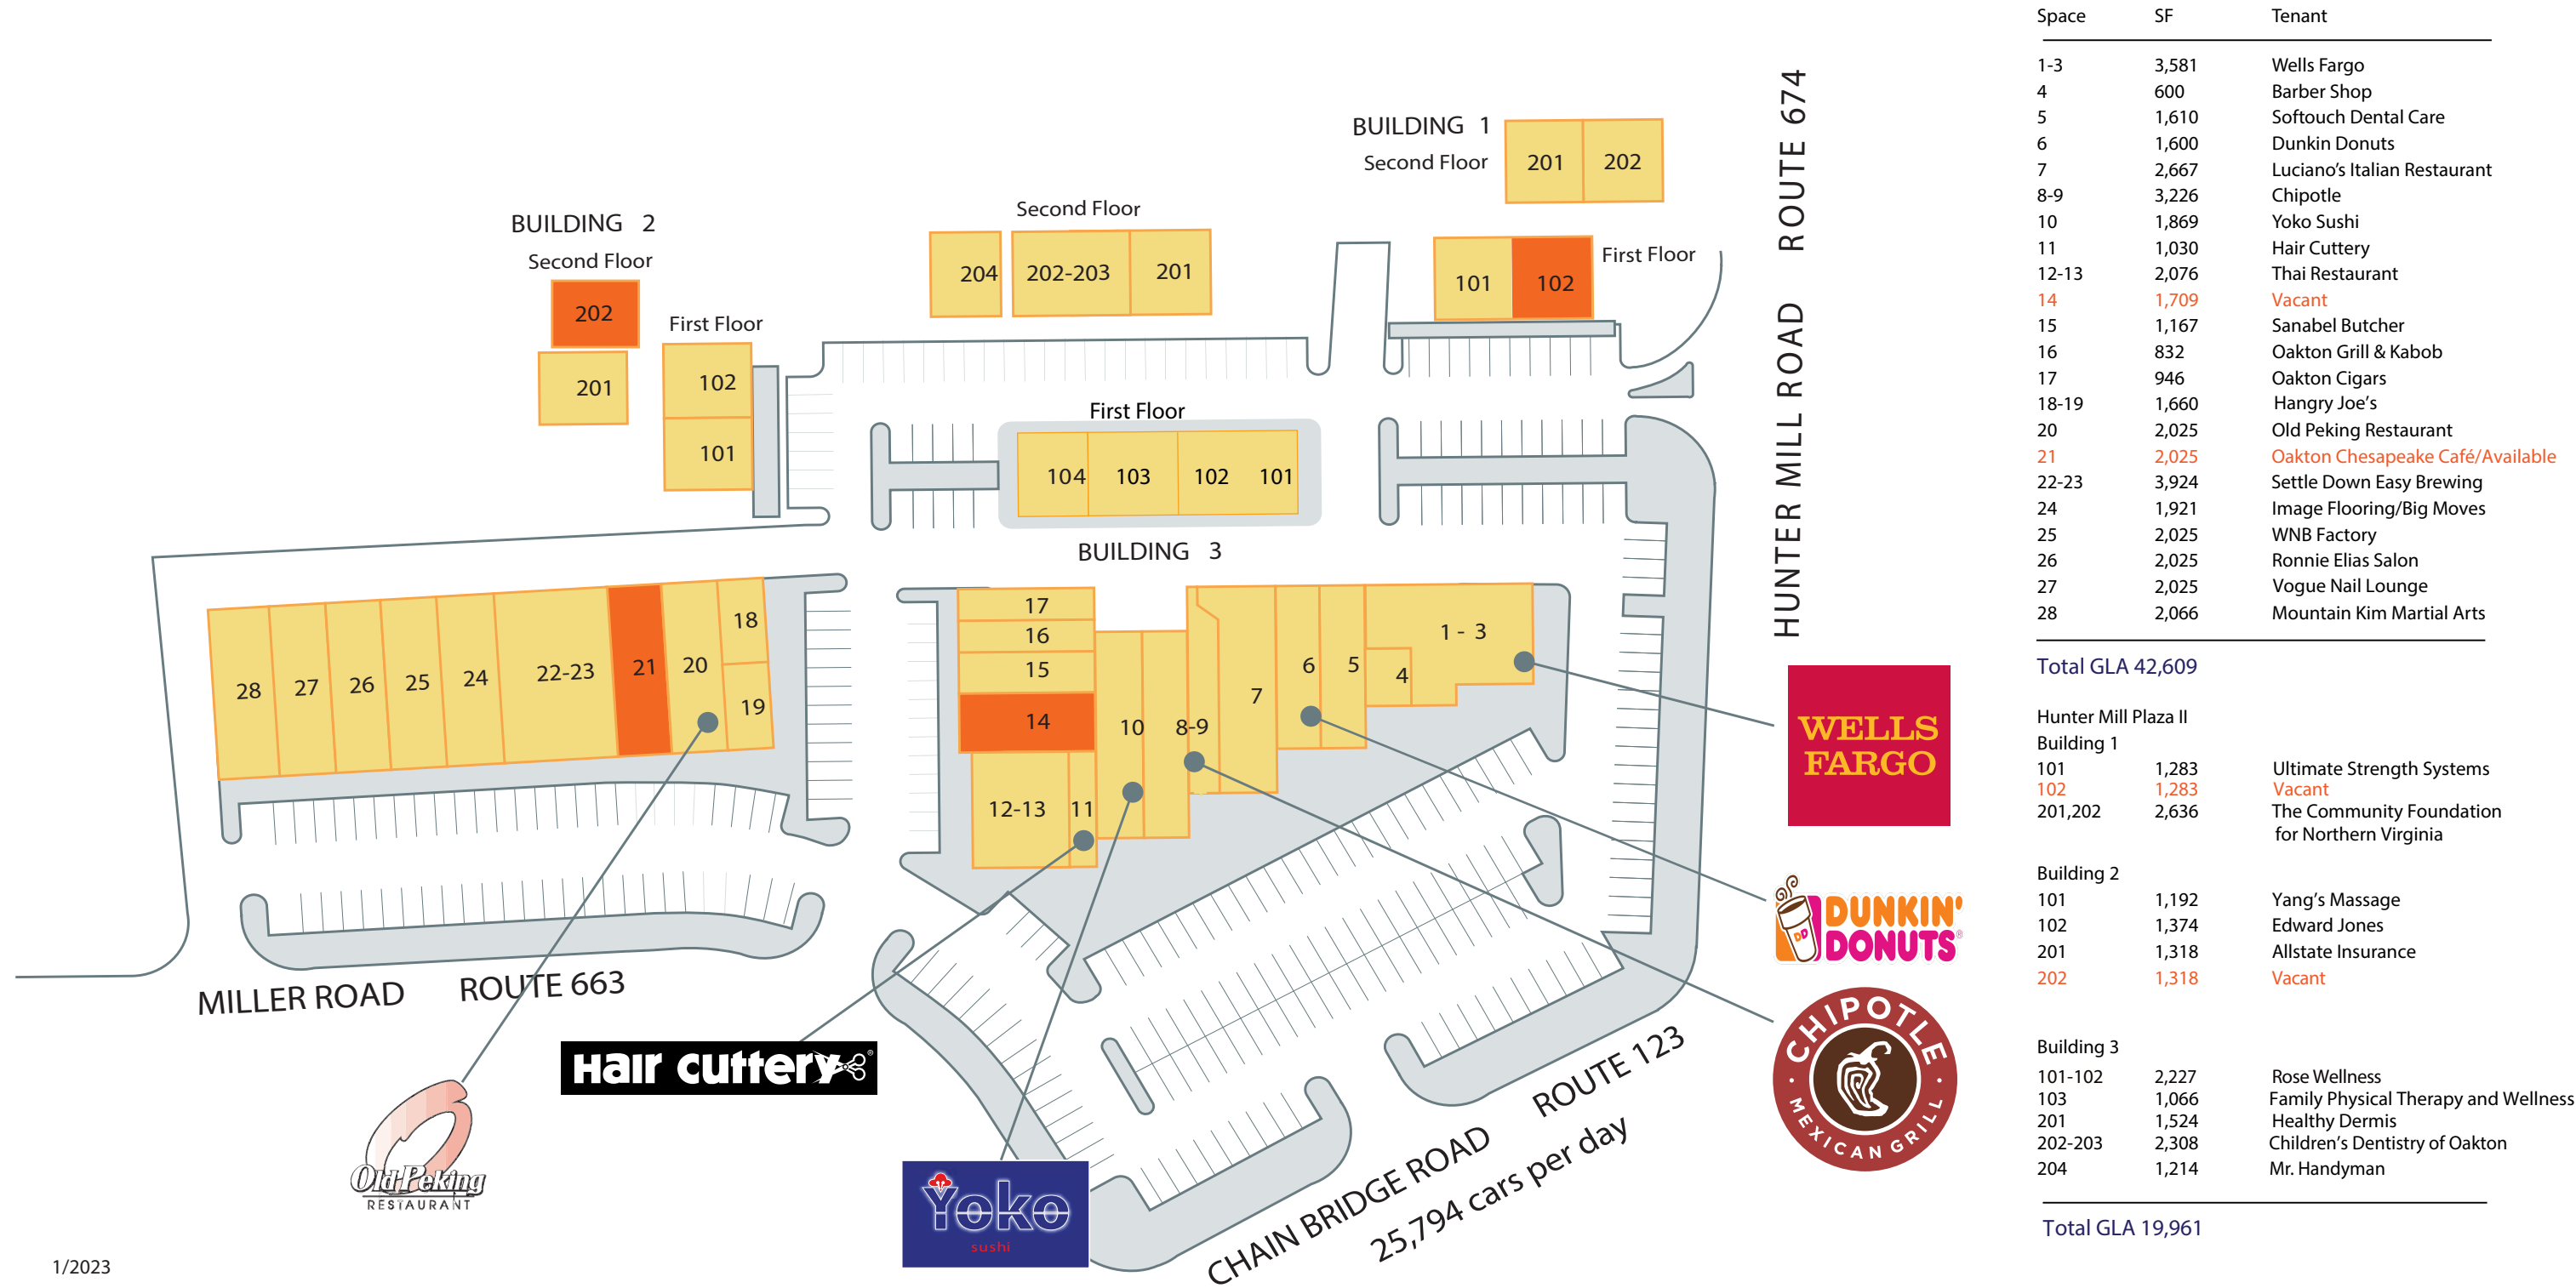 BUILDING 1
Second Floor
201 202
First Floor
101 102
HUNTER MILL ROAD ROUTE 674
BUILDING 2
Second Floor
202
201
First Floor
102
101
Second Floor
204 202-203 201
First Floor
104 103 102 101
BUILDING 3
28 27 26 25 24 22-23 21 20 18
19
17
16
15
14
12-13 11 10 8-9 7 6 5 4 1 - 3
MILLER ROAD ROUTE 663
CHAIN BRIDGE ROAD ROUTE 123
25,794 cars per day
WELLS
FARGO
DD
DUNKIN'
DONUTS®
CHIPOTLE
MEXICAN GRILL
Hair cuttery®
Yoko
sushi
Old Peking
RESTAURANT
1/2023
Space SF Tenant
1-3 3,581 Wells Fargo
4 600 Barber Shop
5 1,610 Softouch Dental Care
6 1,600 Dunkin Donuts
7 2,667 Luciano’s Italian Restaurant
8-9 3,226 Chipotle
10 1,869 Yoko Sushi
11 1,030 Hair Cuttery
12-13 2,076 Thai Restaurant
14 1,709 Vacant
15 1,167 Sanabel Butcher
16 832 Oakton Grill & Kabob
17 946 Oakton Cigars
18-19 1,660 Hangry Joe’s
20 2,025 Old Peking Restaurant
21 2,025 Oakton Chesapeake Café/Available
22-23 3,924 Settle Down Easy Brewing
24 1,921 Image Flooring/Big Moves
25 2,025 WNB Factory
26 2,025 Ronnie Elias Salon
27 2,025 Vogue Nail Lounge
28 2,066 Mountain Kim Martial Arts
Total GLA 42,609
Hunter Mill Plaza II
Building 1
101 1,283 Ultimate Strength Systems
102 1,283 Vacant
201,202 2,636 The Community Foundation
for Northern Virginia
Building 2
101 1,192 Yang’s Massage
102 1,374 Edward Jones
201 1,318 Allstate Insurance
202 1,318 Vacant
Building 3
101-102 2,227 Rose Wellness
103 1,066 Family Physical Therapy and Wellness
201 1,524 Healthy Dermis
202-203 2,308 Children’s Dentistry of Oakton
204 1,214 Mr. Handyman
Total GLA 19,961